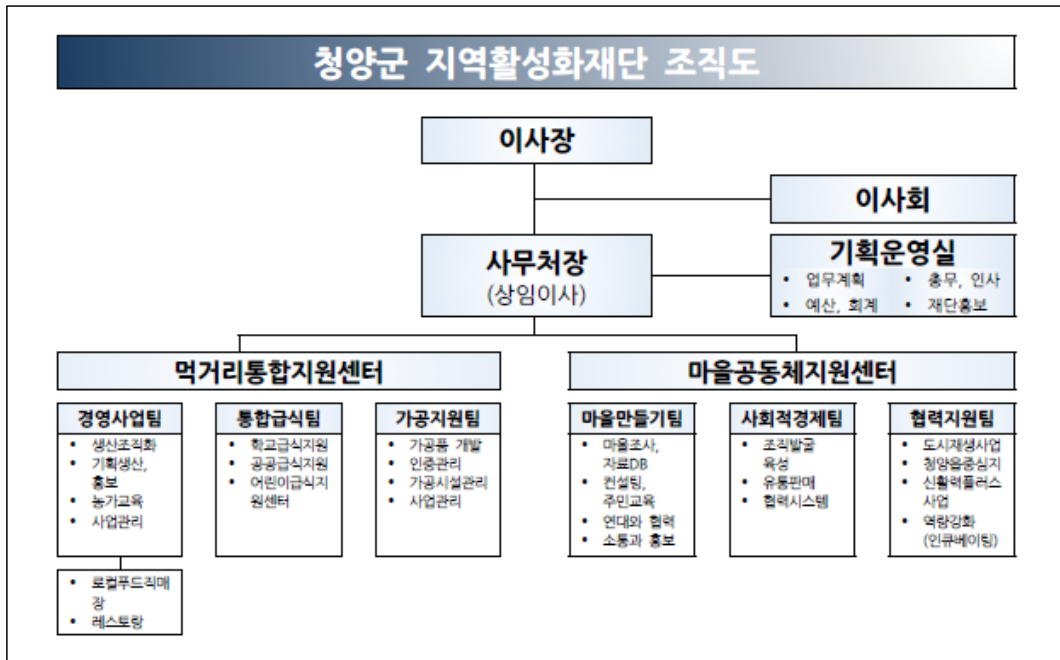 청양군 지역활성화재단 조직도
이사장
이사회
사무처장
(상임이사)
기획운영실
• 업무계획 • 총무, 인사
• 예산, 회계 • 재단홍보
먹거리통합지원센터
경영사업팀
• 생산조직화
• 기획생산,
홍보
• 농가교육
• 사업관리
• 로컬푸드직매
장
• 레스토랑
통합급식팀
• 학교급식지원
• 공공급식지원
• 어린이급식지
원센터
가공지원팀
• 가공품 개발
• 인증관리
• 가공시설관리
• 사업관리
마을공동체지원센터
마을만들기팀
• 마을조사,
자료DB
• 컨설팅,
주민교육
• 연대와 협력
• 소통과 홍보
사회적경제팀
• 조직발굴
육성
• 유통판매
• 협력시스템
협력지원팀
• 도시재생사업
• 청양읍중심지
• 신활력플러스
사업
• 역량강화
(인큐베이팅)